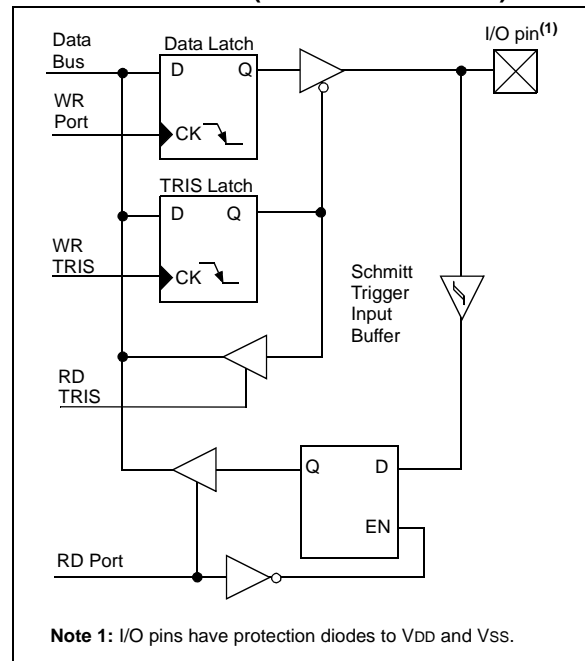 Data
Bus
Data Latch
I/O pin(1)
D
Q
WR
Port
CK
TRIS Latch
D
Q
WR
TRIS
CK
Schmitt
Trigger
Input
Buffer
RD
TRIS
Q
D
EN
RD Port
Note 1: I/O pins have protection diodes to VDD and VSS.